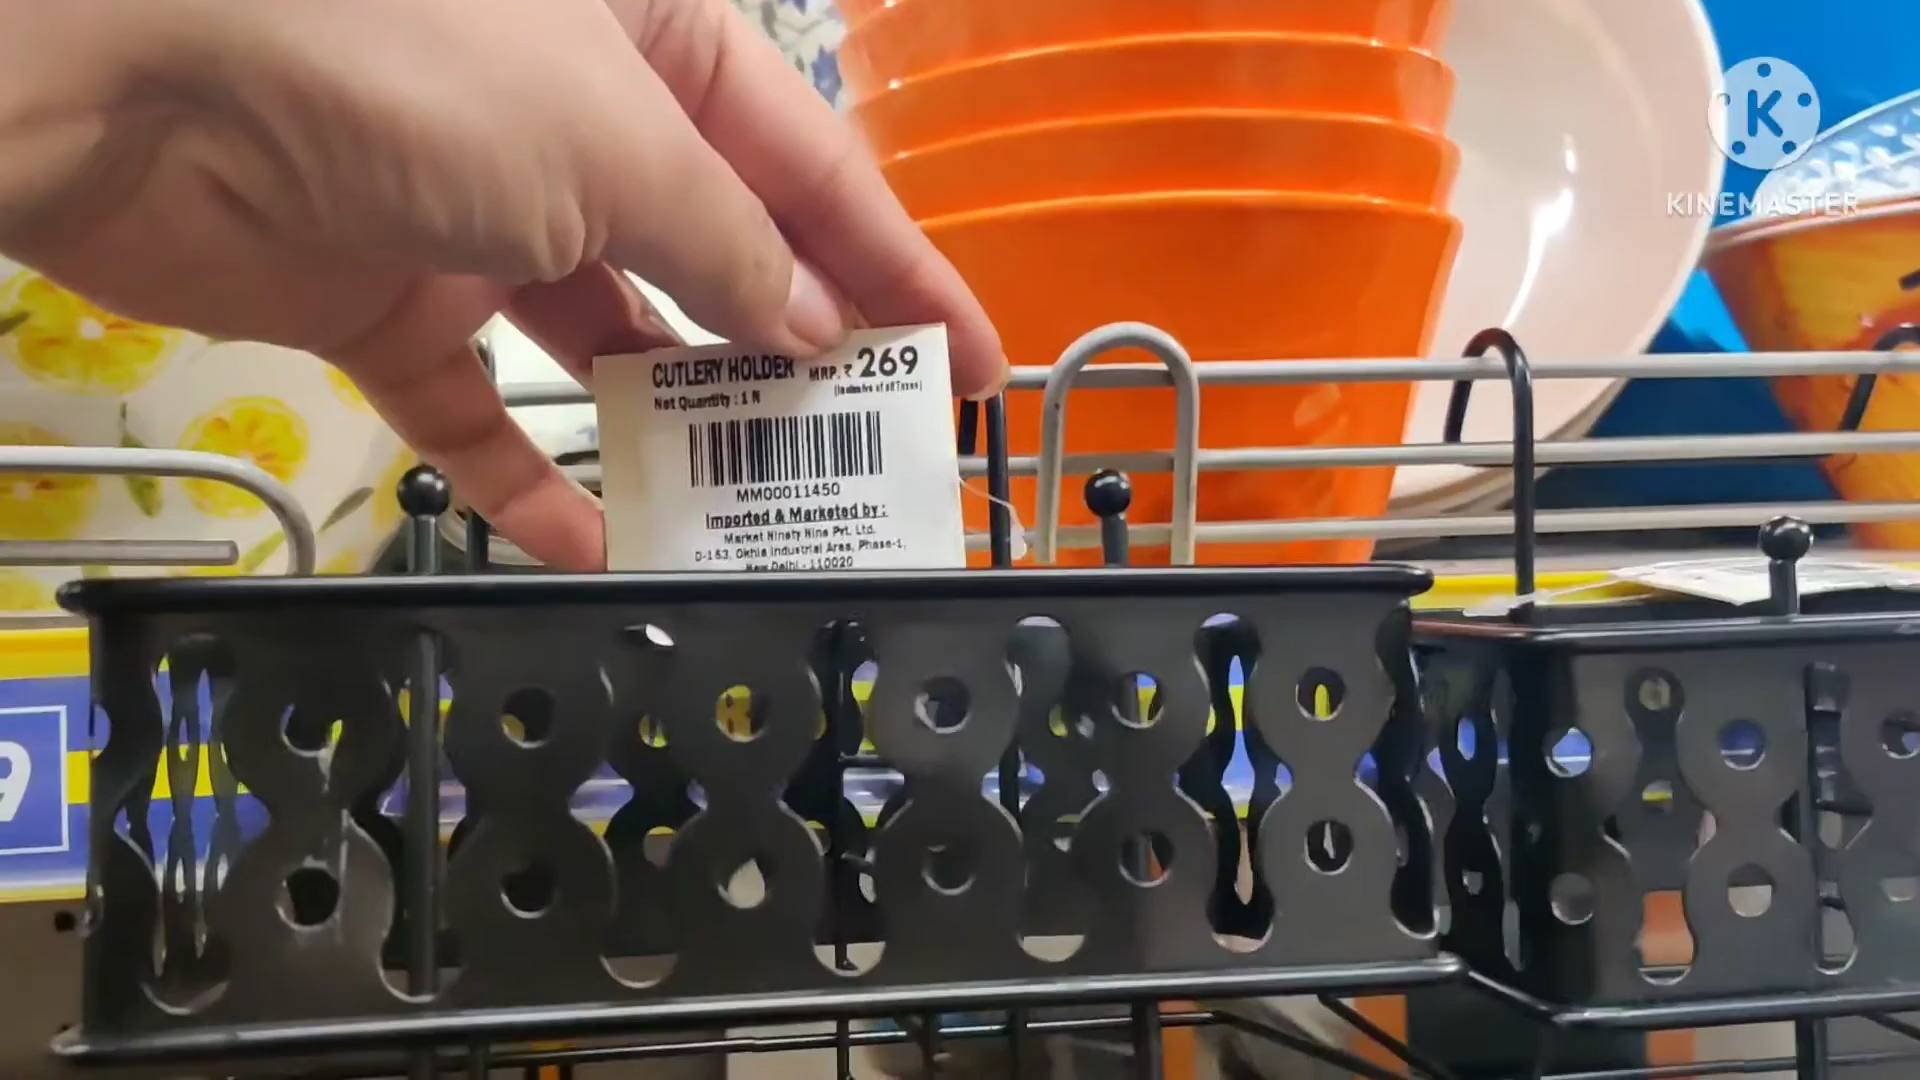 K
KINEMASTER
CUTLERY HOLDER MRP. ₹ 269
(Inclusive of all Taxes)
Net Quantity : 1 N
MM00011450
Imported & Marketed by :
Market Ninety Nine Pvt. Ltd.
D-153, Okhla Industrial Area, Phase-1,
New Delhi - 110020
9